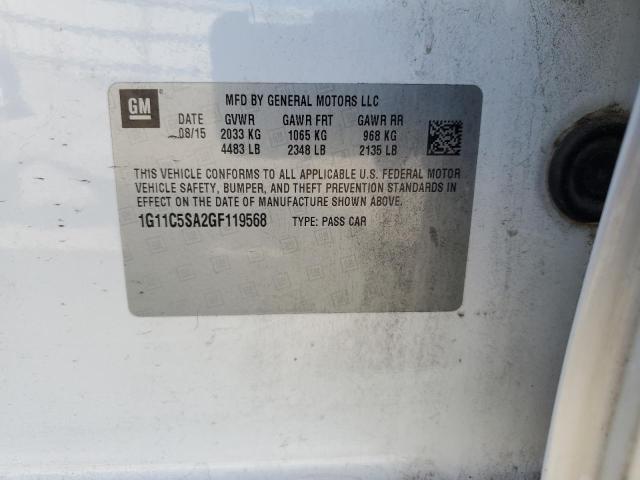 GM
MFD BY GENERAL MOTORS LLC
DATE GVWR GAWR FRT GAWR RR
08/15 2033 KG 1065 KG 968 KG
4483 LB 2348 LB 2135 LB
THIS VEHICLE CONFORMS TO ALL APPLICABLE U.S. FEDERAL MOTOR
VEHICLE SAFETY, BUMPER, AND THEFT PREVENTION STANDARDS IN
EFFECT ON THE DATE OF MANUFACTURE SHOWN ABOVE.
1G11C5SA2GF119568 TYPE: PASS CAR